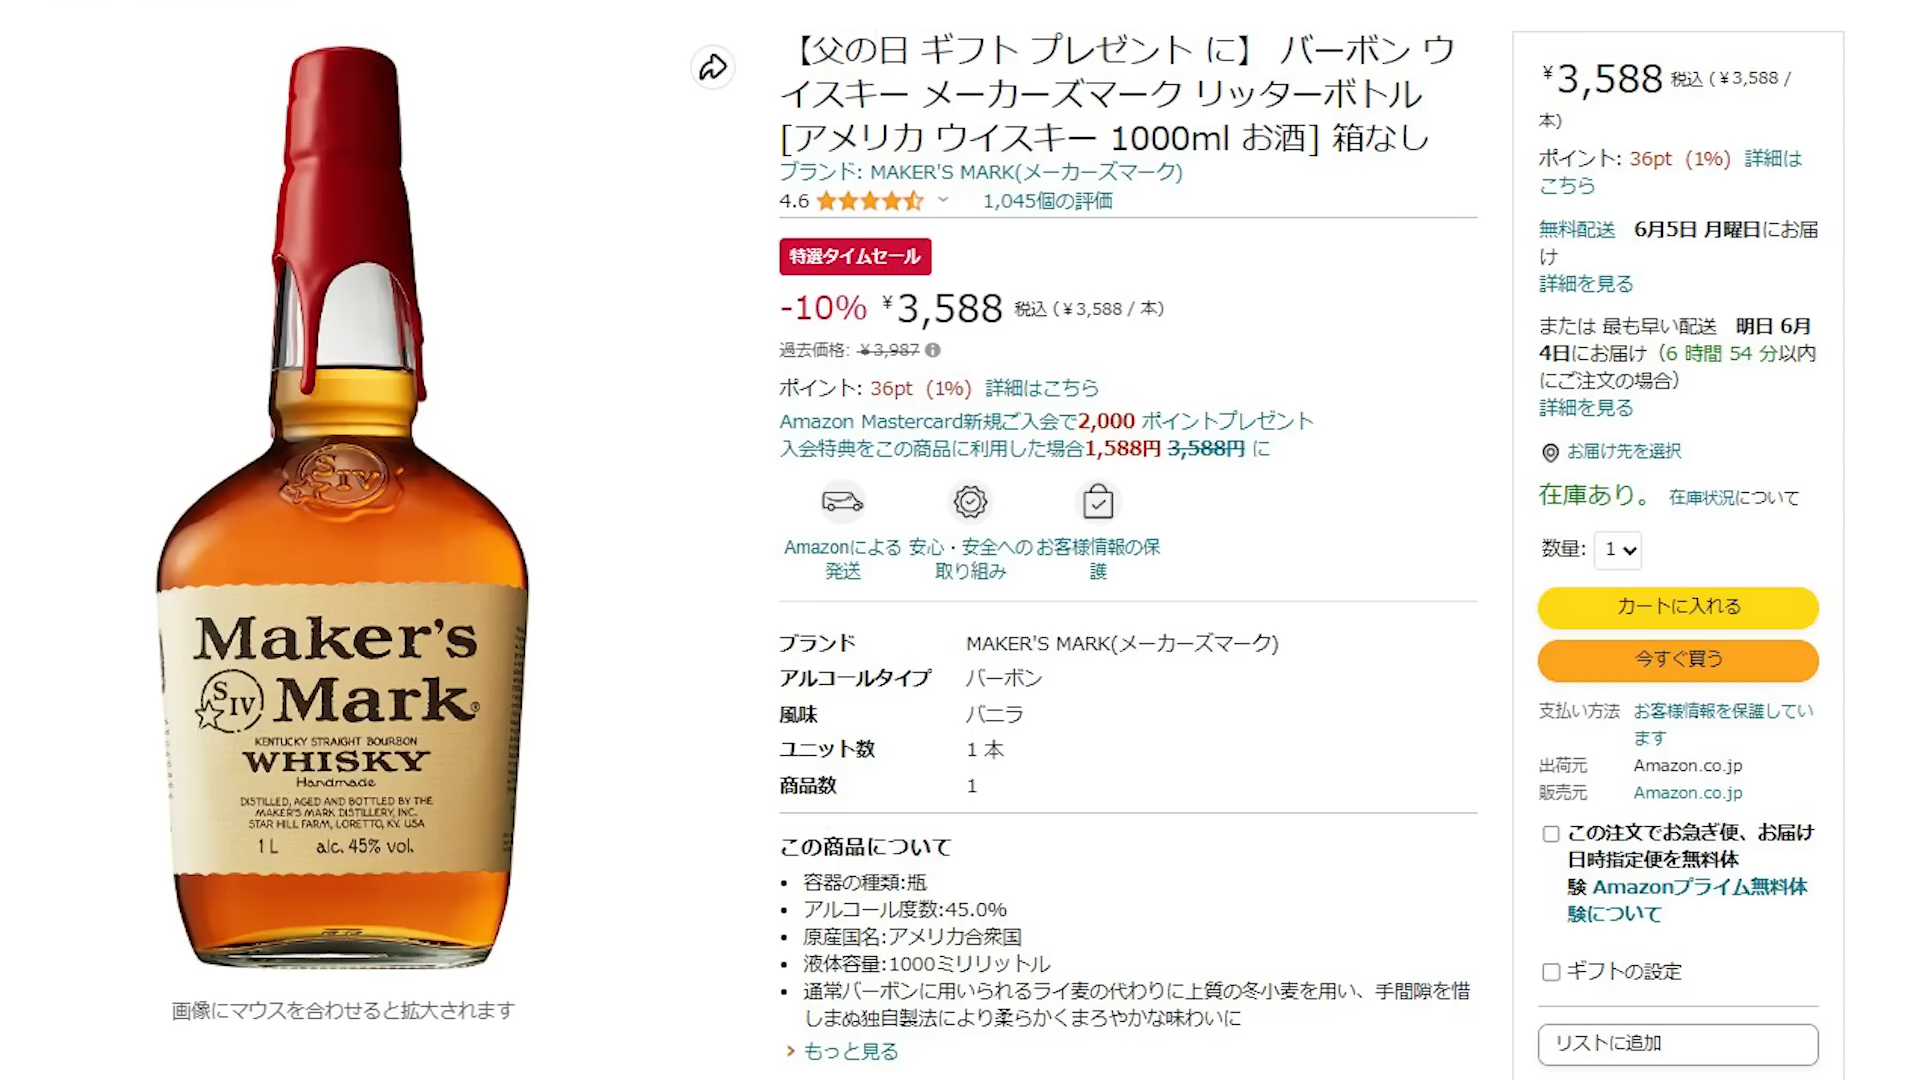 S IV
Maker's
S IV Mark®
KENTUCKY STRAIGHT BOURBON
WHISKY
Handmade
DISTILLED, AGED AND BOTTLED BY THE
MAKER'S MARK DISTILLERY, INC.
STAR HILL FARM, LORETTO, KY. USA
1 L alc. 45% vol.
画像にマウスを合わせると拡大されます
【父の日 ギフト プレゼント に】 バーボン ウ
イスキー メーカーズマーク リッターボトル
[アメリカ ウイスキー 1000ml お酒] 箱なし
ブランド: MAKER'S MARK(メーカーズマーク)
4.6 1,045個の評価
特選タイムセール
-10% ¥3,588 税込 (¥3,588 / 本)
過去価格: ¥3,987
ポイント: 36pt (1%) 詳細はこちら
Amazon Mastercard新規ご入会で2,000 ポイントプレゼント
入会特典をこの商品に利用した場合1,588円 3,588円 に
Amazonによる
発送
安心・安全への
取り組み
お客様情報の保
護
ブランド MAKER'S MARK(メーカーズマーク)
アルコールタイプ バーボン
風味 バニラ
ユニット数 1 本
商品数 1
この商品について
• 容器の種類:瓶
• アルコール度数:45.0%
• 原産国名:アメリカ合衆国
• 液体容量:1000ミリリットル
• 通常バーボンに用いられるライ麦の代わりに上質の冬小麦を用い、手間隙を惜
しまぬ独自製法により柔らかくまろやかな味わいに
› もっと見る
¥3,588 税込 (¥3,588 /
本)
ポイント: 36pt (1%) 詳細は
こちら
無料配送 6月5日 月曜日にお届
け
詳細を見る
または 最も早い配送 明日 6月
4日にお届け（6 時間 54 分以内
にご注文の場合）
詳細を見る
お届け先を選択
在庫あり。 在庫状況について
数量: 1
カートに入れる
今すぐ買う
支払い方法 お客様情報を保護してい
ます
出荷元 Amazon.co.jp
販売元 Amazon.co.jp
この注文でお急ぎ便、お届け
日時指定便を無料体
験 Amazonプライム無料体
験について
ギフトの設定
リストに追加